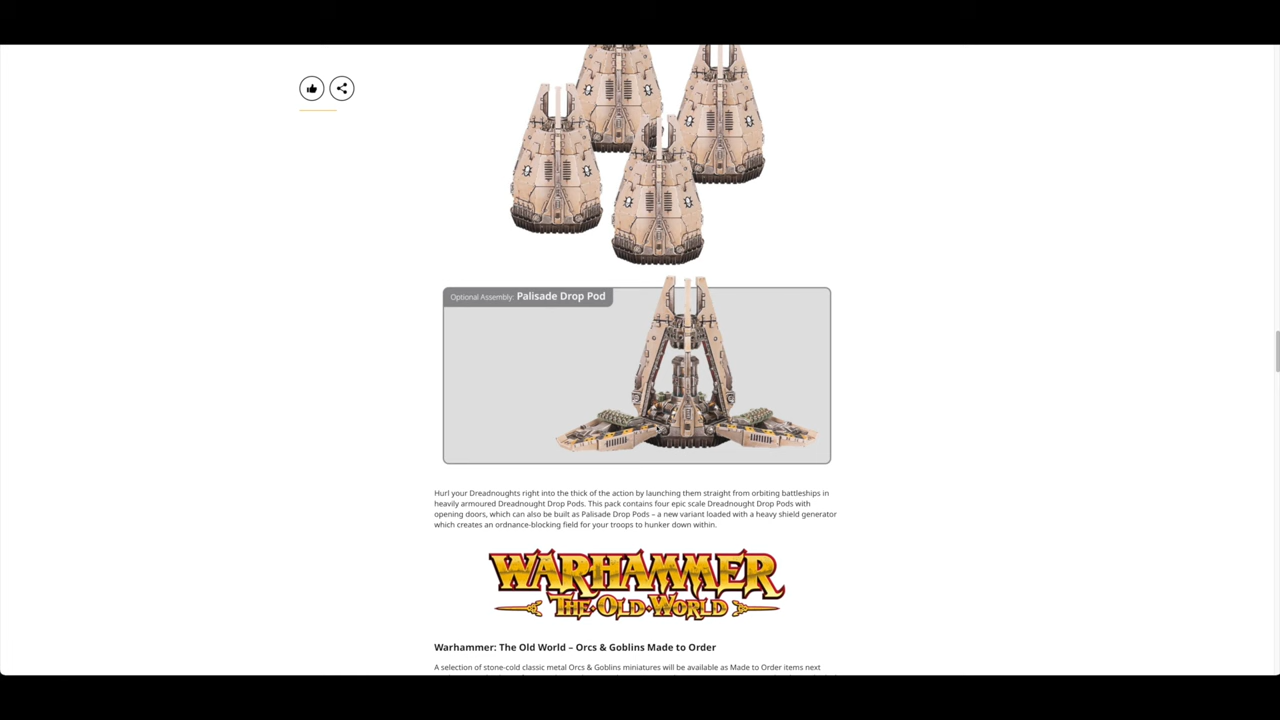 Optional Assembly: Palisade Drop Pod
Hurl your Dreadnoughts right into the thick of the action by launching them straight from orbiting battleships in
heavily armoured Dreadnought Drop Pods. This pack contains four epic scale Dreadnought Drop Pods with
opening doors, which can also be built as Palisade Drop Pods – a new variant loaded with a heavy shield generator
which creates an ordnance-blocking field for your troops to hunker down within.
WARHAMMER
THE OLD WORLD
Warhammer: The Old World – Orcs & Goblins Made to Order
A selection of stone-cold classic metal Orcs & Goblins miniatures will be available as Made to Order items next